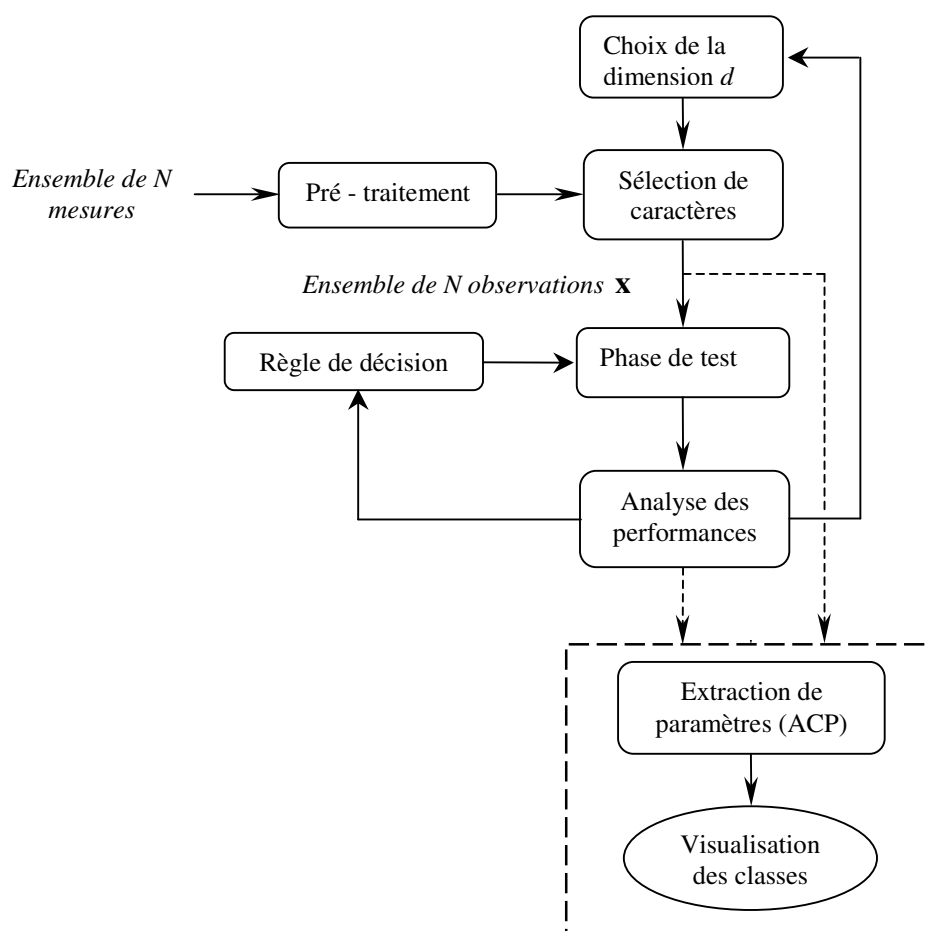 Choix de la
dimension d
Ensemble de N
mesures
Pré - traitement
Sélection de
caractères
Ensemble de N observations x
Règle de décision
Phase de test
Analyse des
performances
Extraction de
paramètres (ACP)
Visualisation
des classes